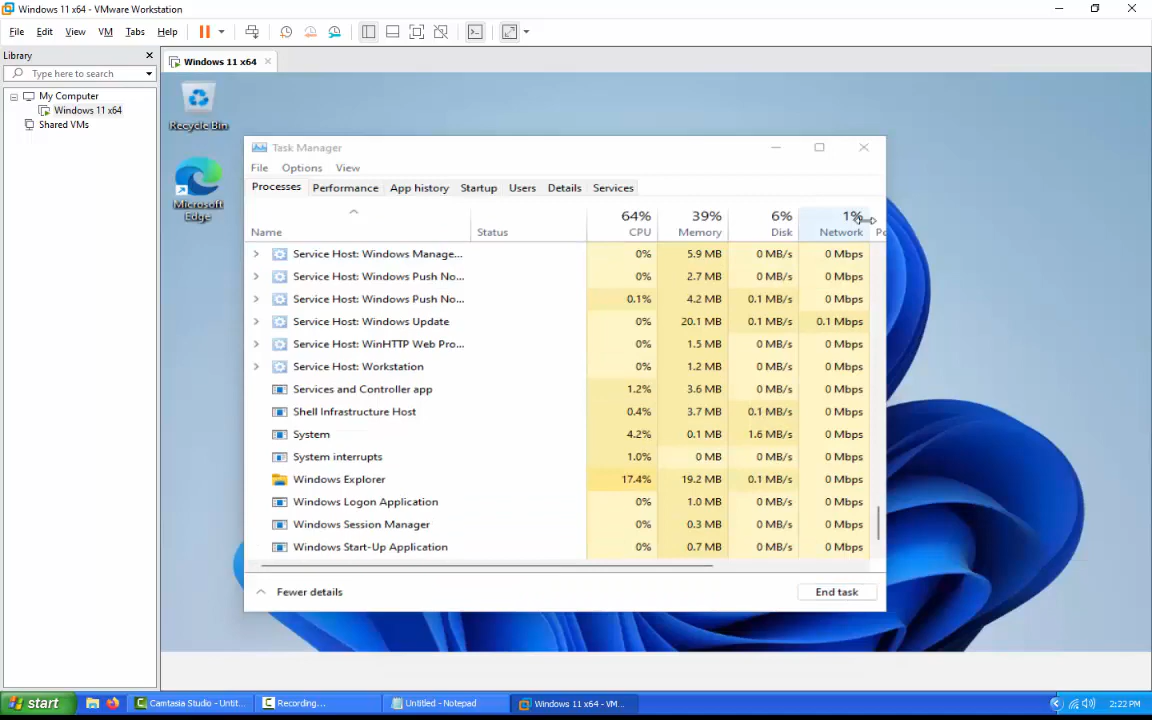 Windows 11 x64 - VMware Workstation
File Edit View VM Tabs Help
Library
Type here to search
My Computer
Windows 11 x64
Shared VMs
Windows 11 x64
Recycle Bin
Microsoft
Edge
Task Manager
File Options View
Processes Performance App history Startup Users Details Services
64% 39% 6% 1%
Name Status CPU Memory Disk Network
Service Host: Windows Manage... 0% 5.9 MB 0 MB/s 0 Mbps
Service Host: Windows Push No... 0% 2.7 MB 0 MB/s 0 Mbps
Service Host: Windows Push No... 0.1% 4.2 MB 0.1 MB/s 0 Mbps
Service Host: Windows Update 0% 20.1 MB 0.1 MB/s 0.1 Mbps
Service Host: WinHTTP Web Pro... 0% 1.5 MB 0 MB/s 0 Mbps
Service Host: Workstation 0% 1.2 MB 0 MB/s 0 Mbps
Services and Controller app 1.2% 3.6 MB 0 MB/s 0 Mbps
Shell Infrastructure Host 0.4% 3.7 MB 0.1 MB/s 0 Mbps
System 4.2% 0.1 MB 1.6 MB/s 0 Mbps
System interrupts 1.0% 0 MB 0 MB/s 0 Mbps
Windows Explorer 17.4% 19.2 MB 0.1 MB/s 0 Mbps
Windows Logon Application 0% 1.0 MB 0 MB/s 0 Mbps
Windows Session Manager 0% 0.3 MB 0 MB/s 0 Mbps
Windows Start-Up Application 0% 0.7 MB 0 MB/s 0 Mbps
Fewer details
End task
start Camtasia Studio - Untit... Recording... Untitled - Notepad Windows 11 x64 - VM... 2:22 PM